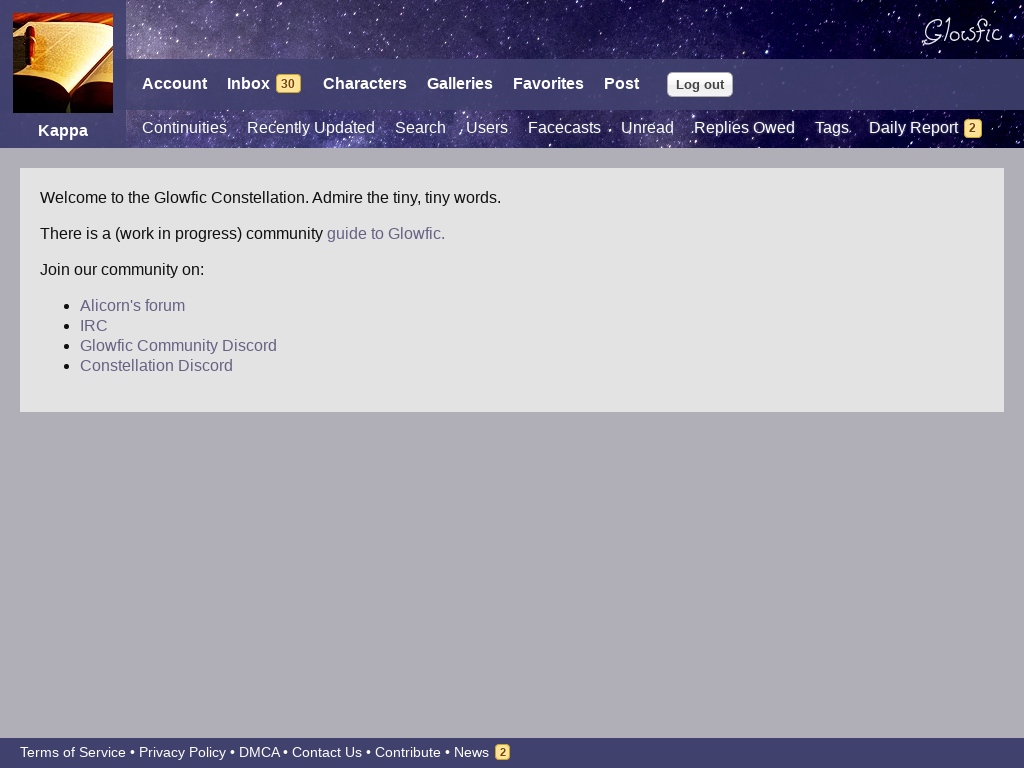 Glowfic
Account Inbox 30 Characters Galleries Favorites Post Log out
Kappa
Continuities Recently Updated Search Users Facecasts Unread Replies Owed Tags Daily Report 2
Welcome to the Glowfic Constellation. Admire the tiny, tiny words.
There is a (work in progress) community guide to Glowfic.
Join our community on:
• Alicorn's forum
• IRC
• Glowfic Community Discord
• Constellation Discord
Terms of Service • Privacy Policy • DMCA • Contact Us • Contribute • News 2